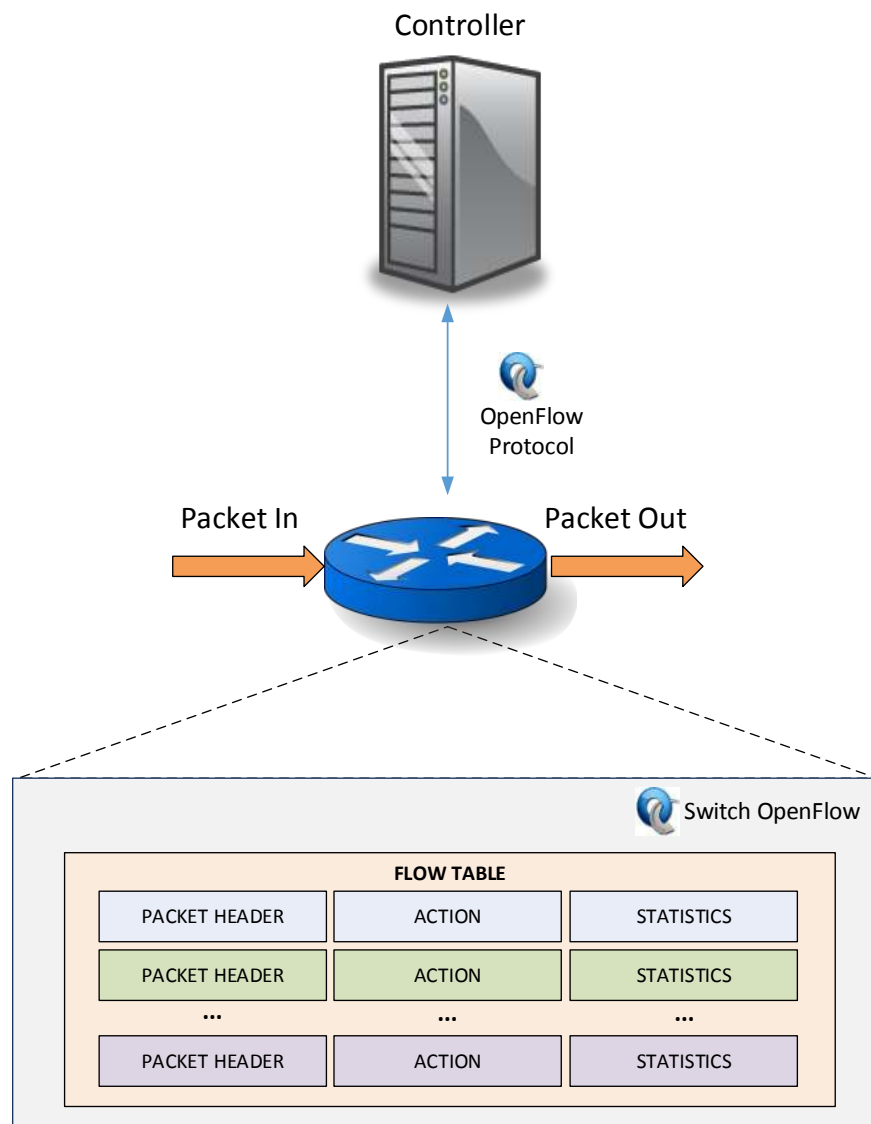 Controller
OpenFlow
Protocol
Packet In
Packet Out
Switch OpenFlow
FLOW TABLE
PACKET HEADER
ACTION
STATISTICS
PACKET HEADER
ACTION
STATISTICS
...
...
...
PACKET HEADER
ACTION
STATISTICS